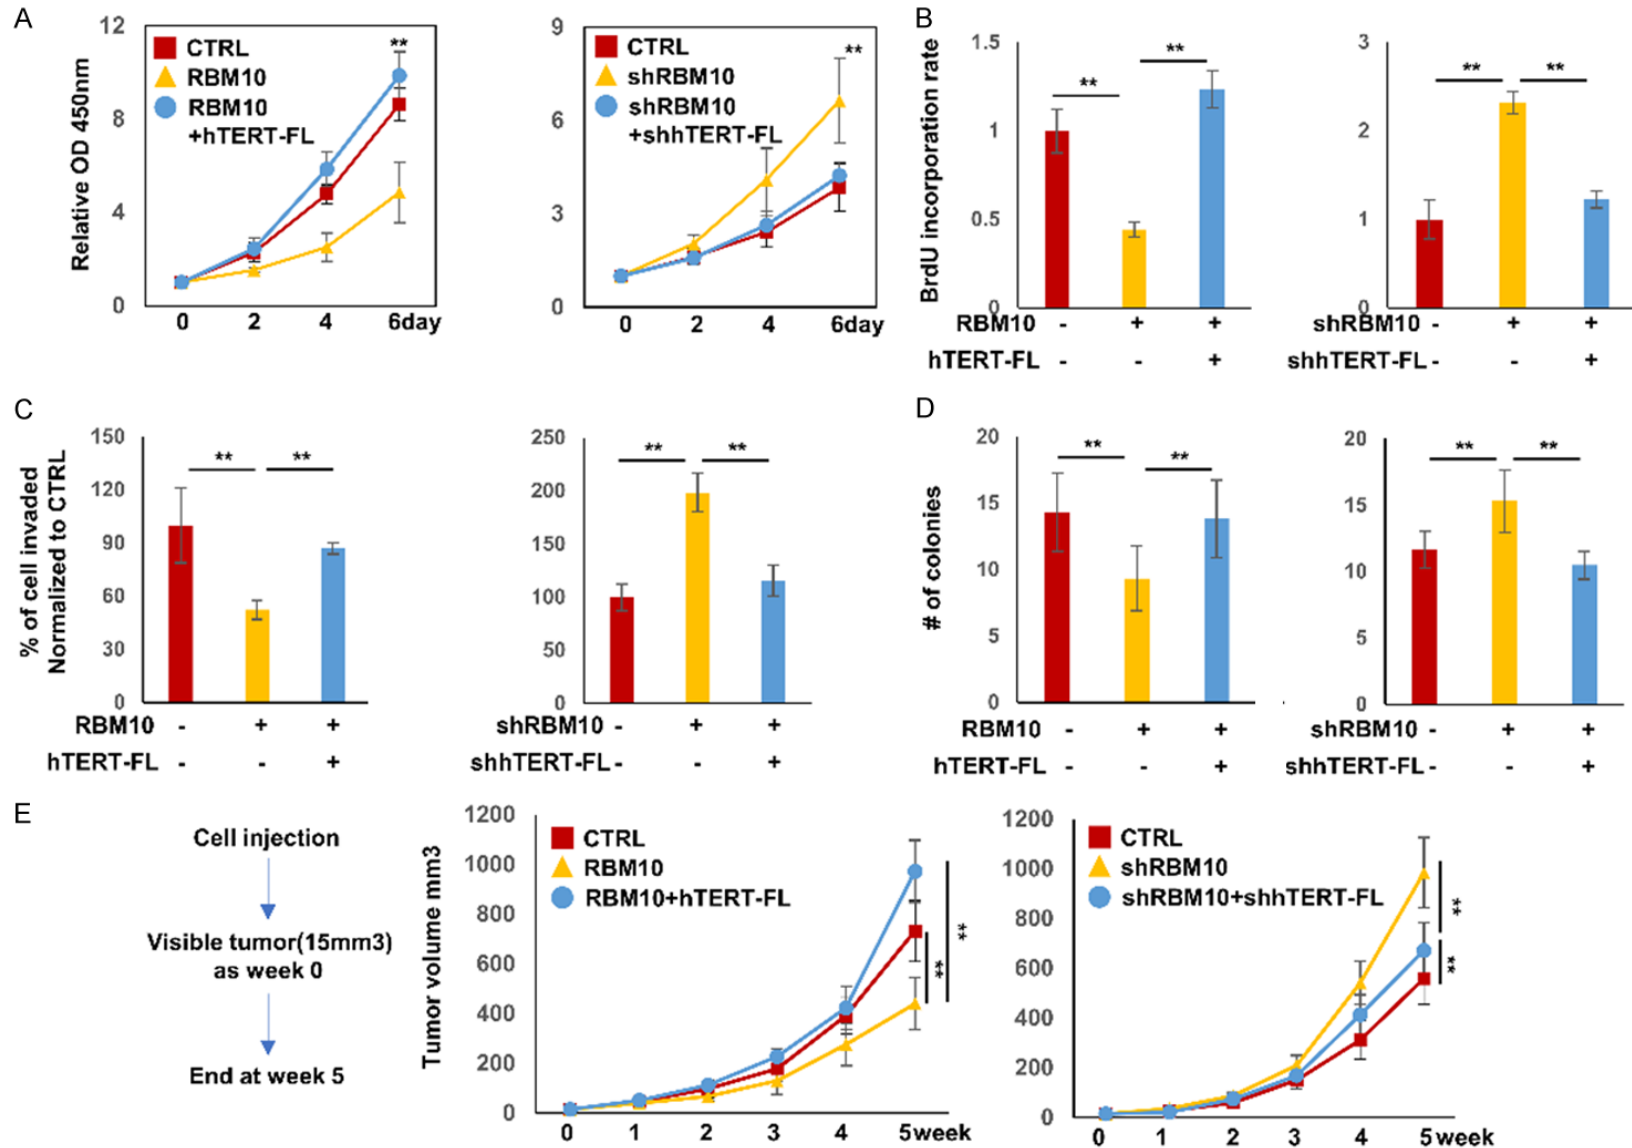 A
Relative OD 450nm
12
8
4
0
CTRL
RBM10
RBM10
+hTERT-FL
**
0 2 4 6day
9
6
3
0
CTRL
shRBM10
shRBM10
+shhTERT-FL
**
0 2 4 6day
B
BrdU incorporation rate
1.5
1
0.5
0
** **
RBM10 - + +
hTERT-FL - - +
3
2
1
0
** **
shRBM10 - + +
shhTERT-FL - - +
C
% of cell invaded
Normalized to CTRL
150
120
90
60
30
0
** **
RBM10 - + +
hTERT-FL - - +
250
200
150
100
50
0
** **
shRBM10 - + +
shhTERT-FL - - +
D
# of colonies
20
15
10
5
0
** **
RBM10 - + +
hTERT-FL - - +
20
15
10
5
0
** **
shRBM10 - + +
shhTERT-FL - - +
E
Cell injection
Visible tumor(15mm3)
as week 0
End at week 5
Tumor volume mm3
1200
1000
800
600
400
200
0
CTRL
RBM10
RBM10+hTERT-FL
**
**
0 1 2 3 4 5week
1200
1000
800
600
400
200
0
CTRL
shRBM10
shRBM10+shhTERT-FL
**
**
0 1 2 3 4 5week